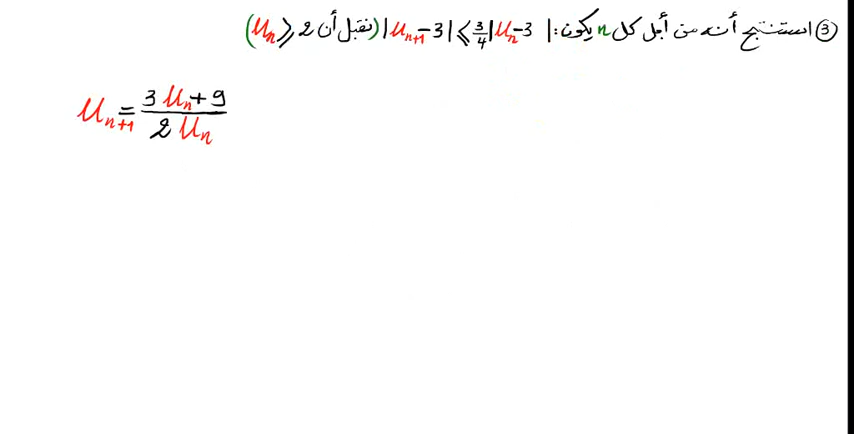 ③ استنتج أنه من أجل كل n يكون: |Uₙ₊₁ - 3| ≤ 3/4 |Uₙ - 3| (نقبل أن Uₙ ≥ 2)
Uₙ₊₁ = (3Uₙ + 9) / (2Uₙ)